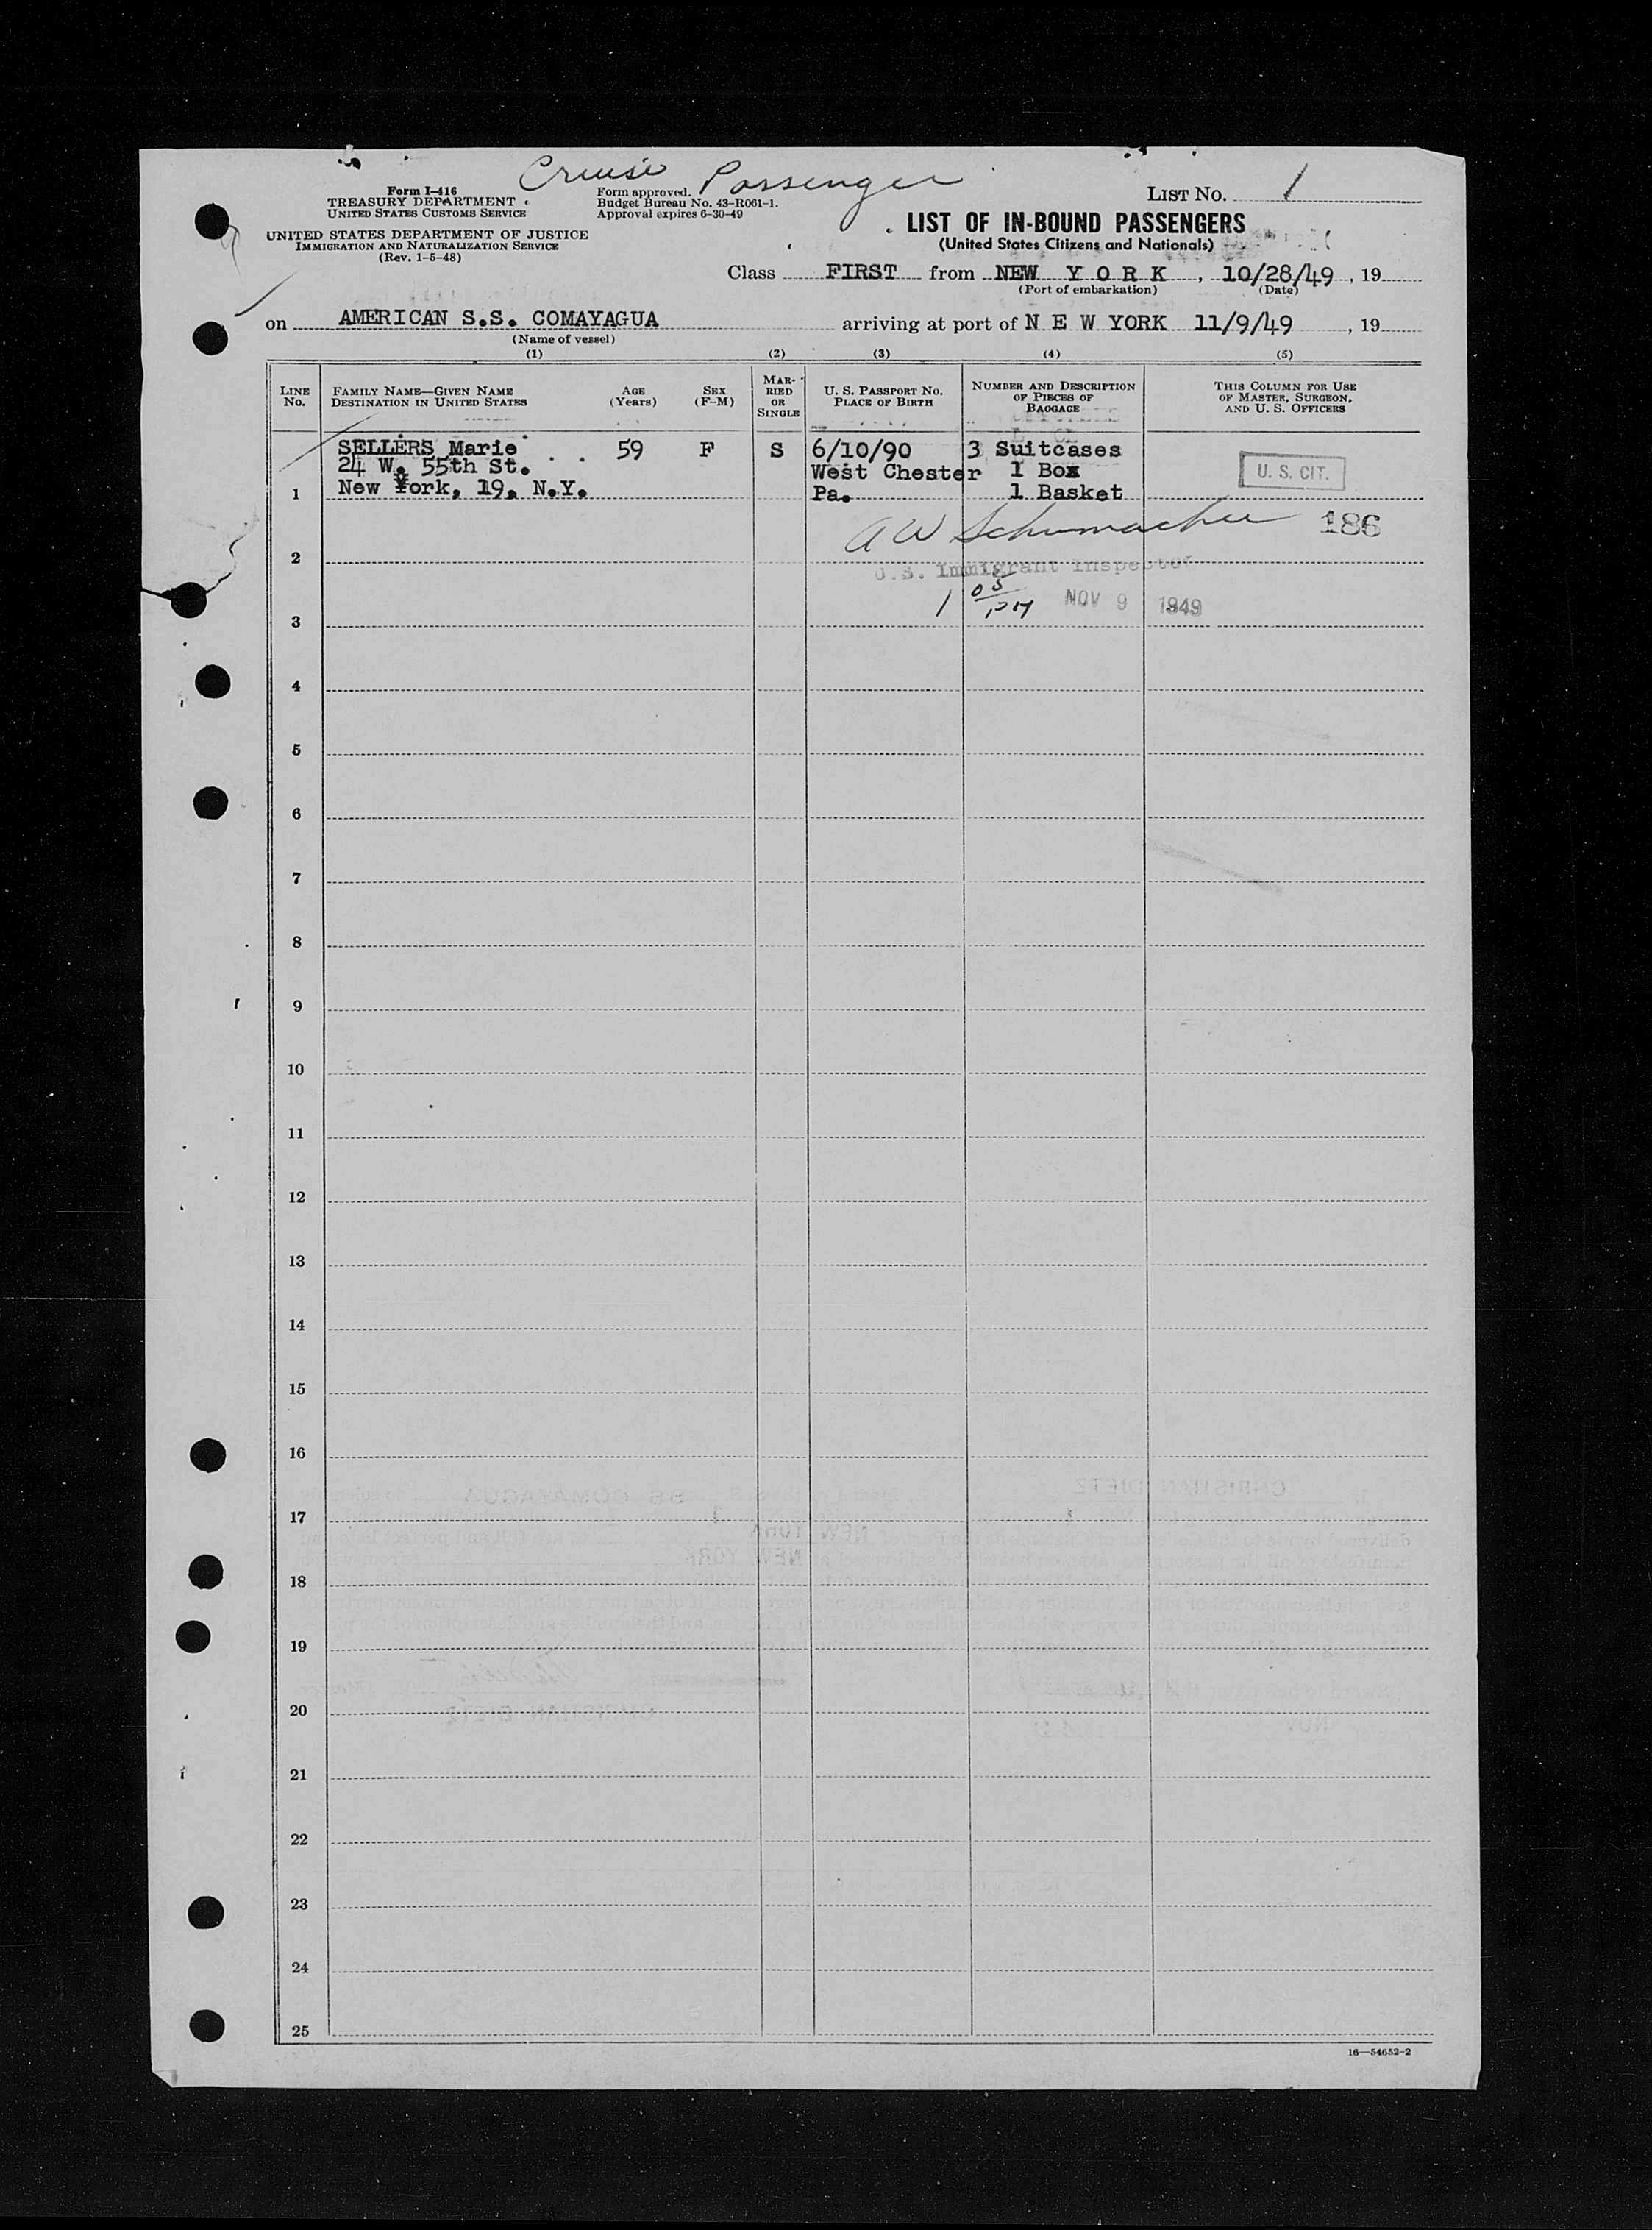 Cruise Passenger
Form I-416
TREASURY DEPARTMENT
UNITED STATES CUSTOMS SERVICE
UNITED STATES DEPARTMENT OF JUSTICE
IMMIGRATION AND NATURALIZATION SERVICE
(Rev. 1-5-48)
Form approved.
Budget Bureau No. 43-R061-1.
Approval expires 6-30-49
LIST NO. 1
LIST OF IN-BOUND PASSENGERS
(United States Citizens and Nationals)
Class FIRST from NEW Y O R K , 10/28/49 , 19
(Port of embarkation) (Date)
on AMERICAN S.S. COMAYAGUA arriving at port of N E W YORK 11/9/49 , 19
(Name of vessel)
(1) (2) (3) (4) (5)
LINE No.
FAMILY NAME—GIVEN NAME
DESTINATION IN UNITED STATES
AGE (Years)
SEX (F-M)
MARRIED OR SINGLE
U. S. PASSPORT NO.
PLACE OF BIRTH
NUMBER AND DESCRIPTION OF PIECES OF BAGGAGE
THIS COLUMN FOR USE OF MASTER, SURGEON, AND U. S. OFFICERS
SELLERS Marie 59 F S 6/10/90 3 Suitcases
24 W. 55th St. West Chester 1 Box U. S. CIT.
1 New York, 19, N.Y. Pa. 1 Basket
A W Schumacher 186
2
U.S. Immigrant Inspector
1 05 PM NOV 9 1949
3
4
5
6
7
8
9
10
11
12
13
14
15
16
17
18
19
20
21
22
23
24
25
16—54652-2